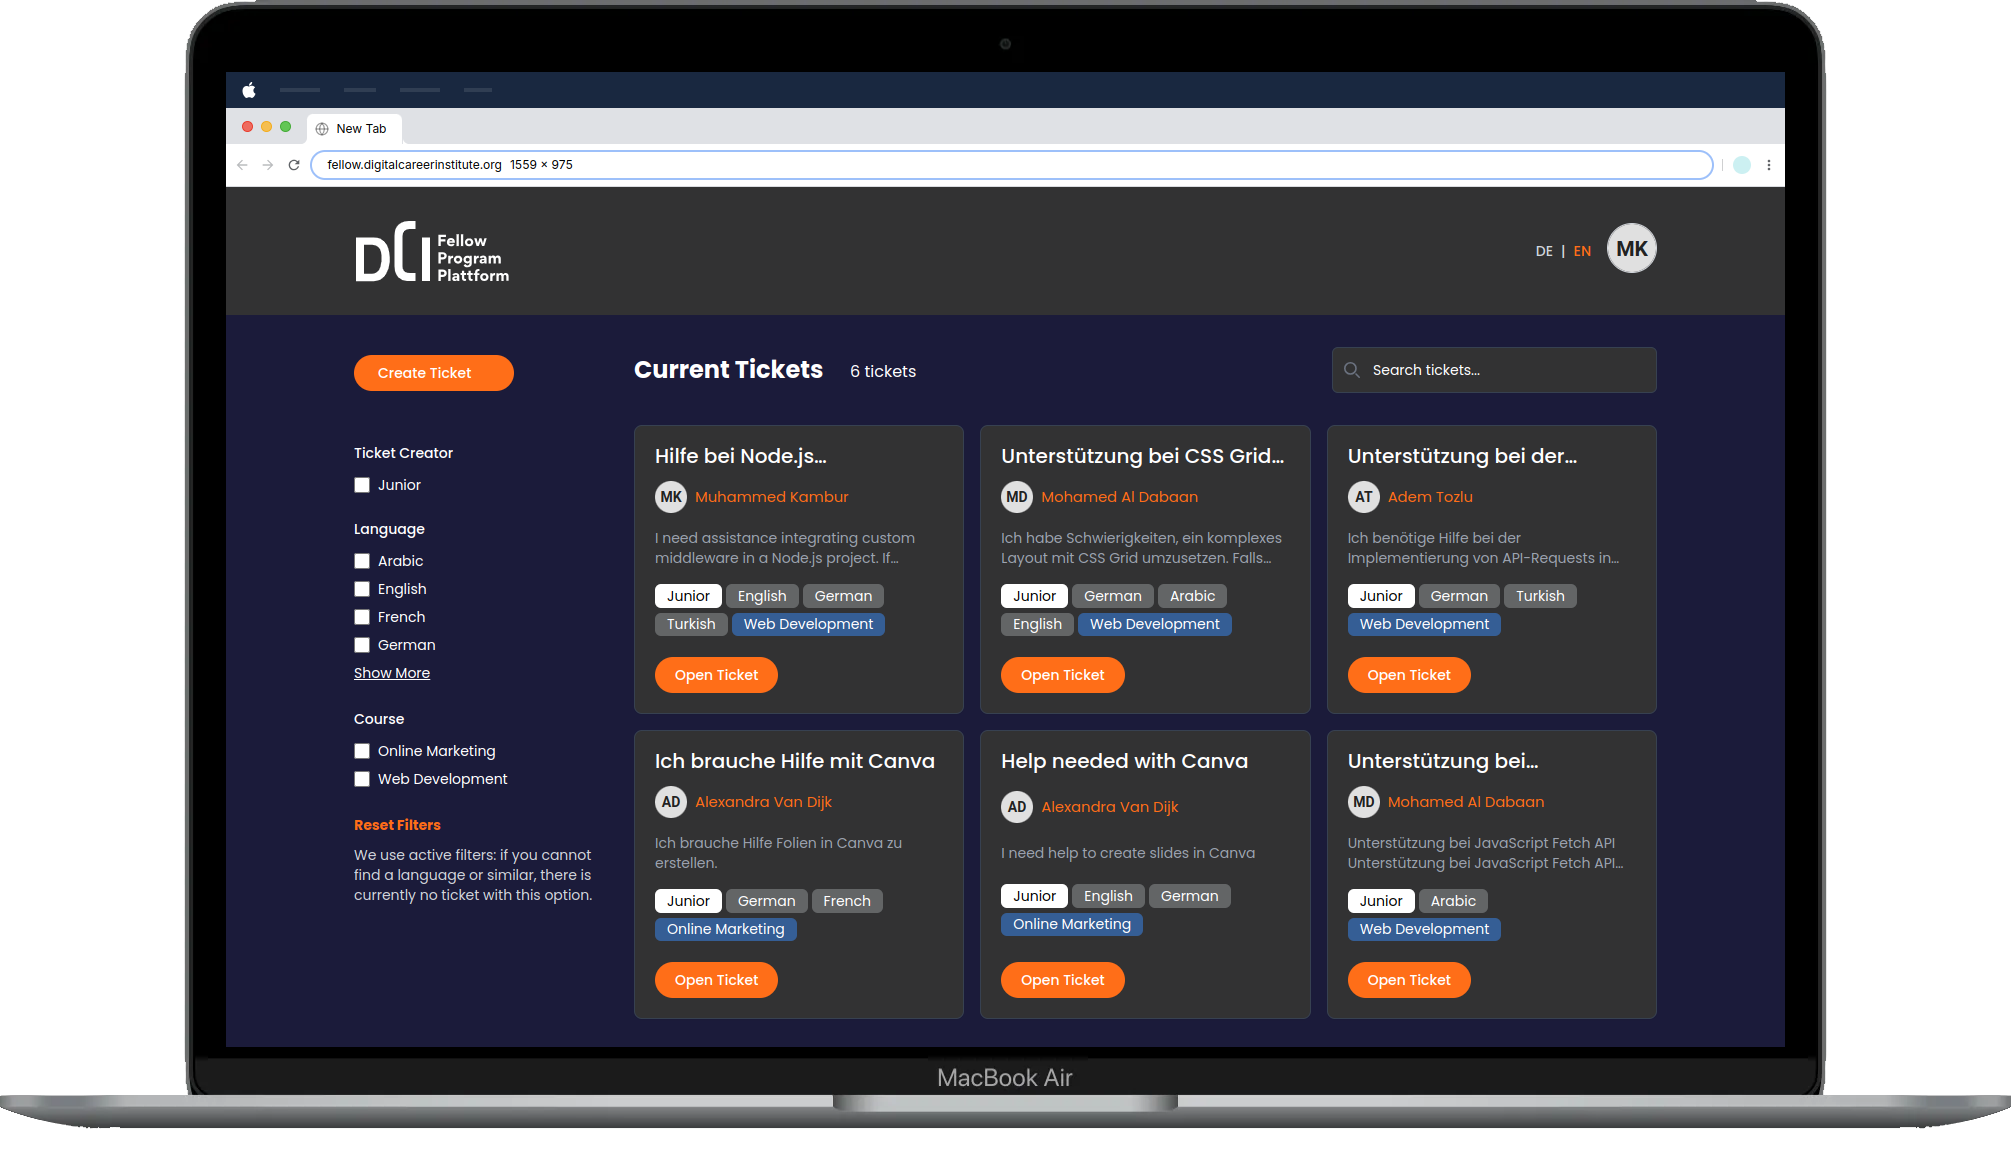 New Tab
fellow.digitalcareerinstitute.org 1559 × 975
DCI Fellow
Program
Plattform
DE | EN
MK
Create Ticket
Current Tickets 6 tickets
Search tickets...
Ticket Creator
Junior
Language
Arabic
English
French
German
Show More
Course
Online Marketing
Web Development
Reset Filters
We use active filters: if you cannot
find a language or similar, there is
currently no ticket with this option.
Hilfe bei Node.js...
MK Muhammed Kambur
I need assistance integrating custom
middleware in a Node.js project. If...
Junior English German
Turkish Web Development
Open Ticket
Unterstützung bei CSS Grid...
MD Mohamed Al Dabaan
Ich habe Schwierigkeiten, ein komplexes
Layout mit CSS Grid umzusetzen. Falls...
Junior German Arabic
English Web Development
Open Ticket
Unterstützung bei der...
AT Adem Tozlu
Ich benötige Hilfe bei der
Implementierung von API-Requests in...
Junior German Turkish
Web Development
Open Ticket
Ich brauche Hilfe mit Canva
AD Alexandra Van Dijk
Ich brauche Hilfe Folien in Canva zu
erstellen.
Junior German French
Online Marketing
Open Ticket
Help needed with Canva
AD Alexandra Van Dijk
I need help to create slides in Canva
Junior English German
Online Marketing
Open Ticket
Unterstützung bei...
MD Mohamed Al Dabaan
Unterstützung bei JavaScript Fetch API
Unterstützung bei JavaScript Fetch API...
Junior Arabic
Web Development
Open Ticket
MacBook Air